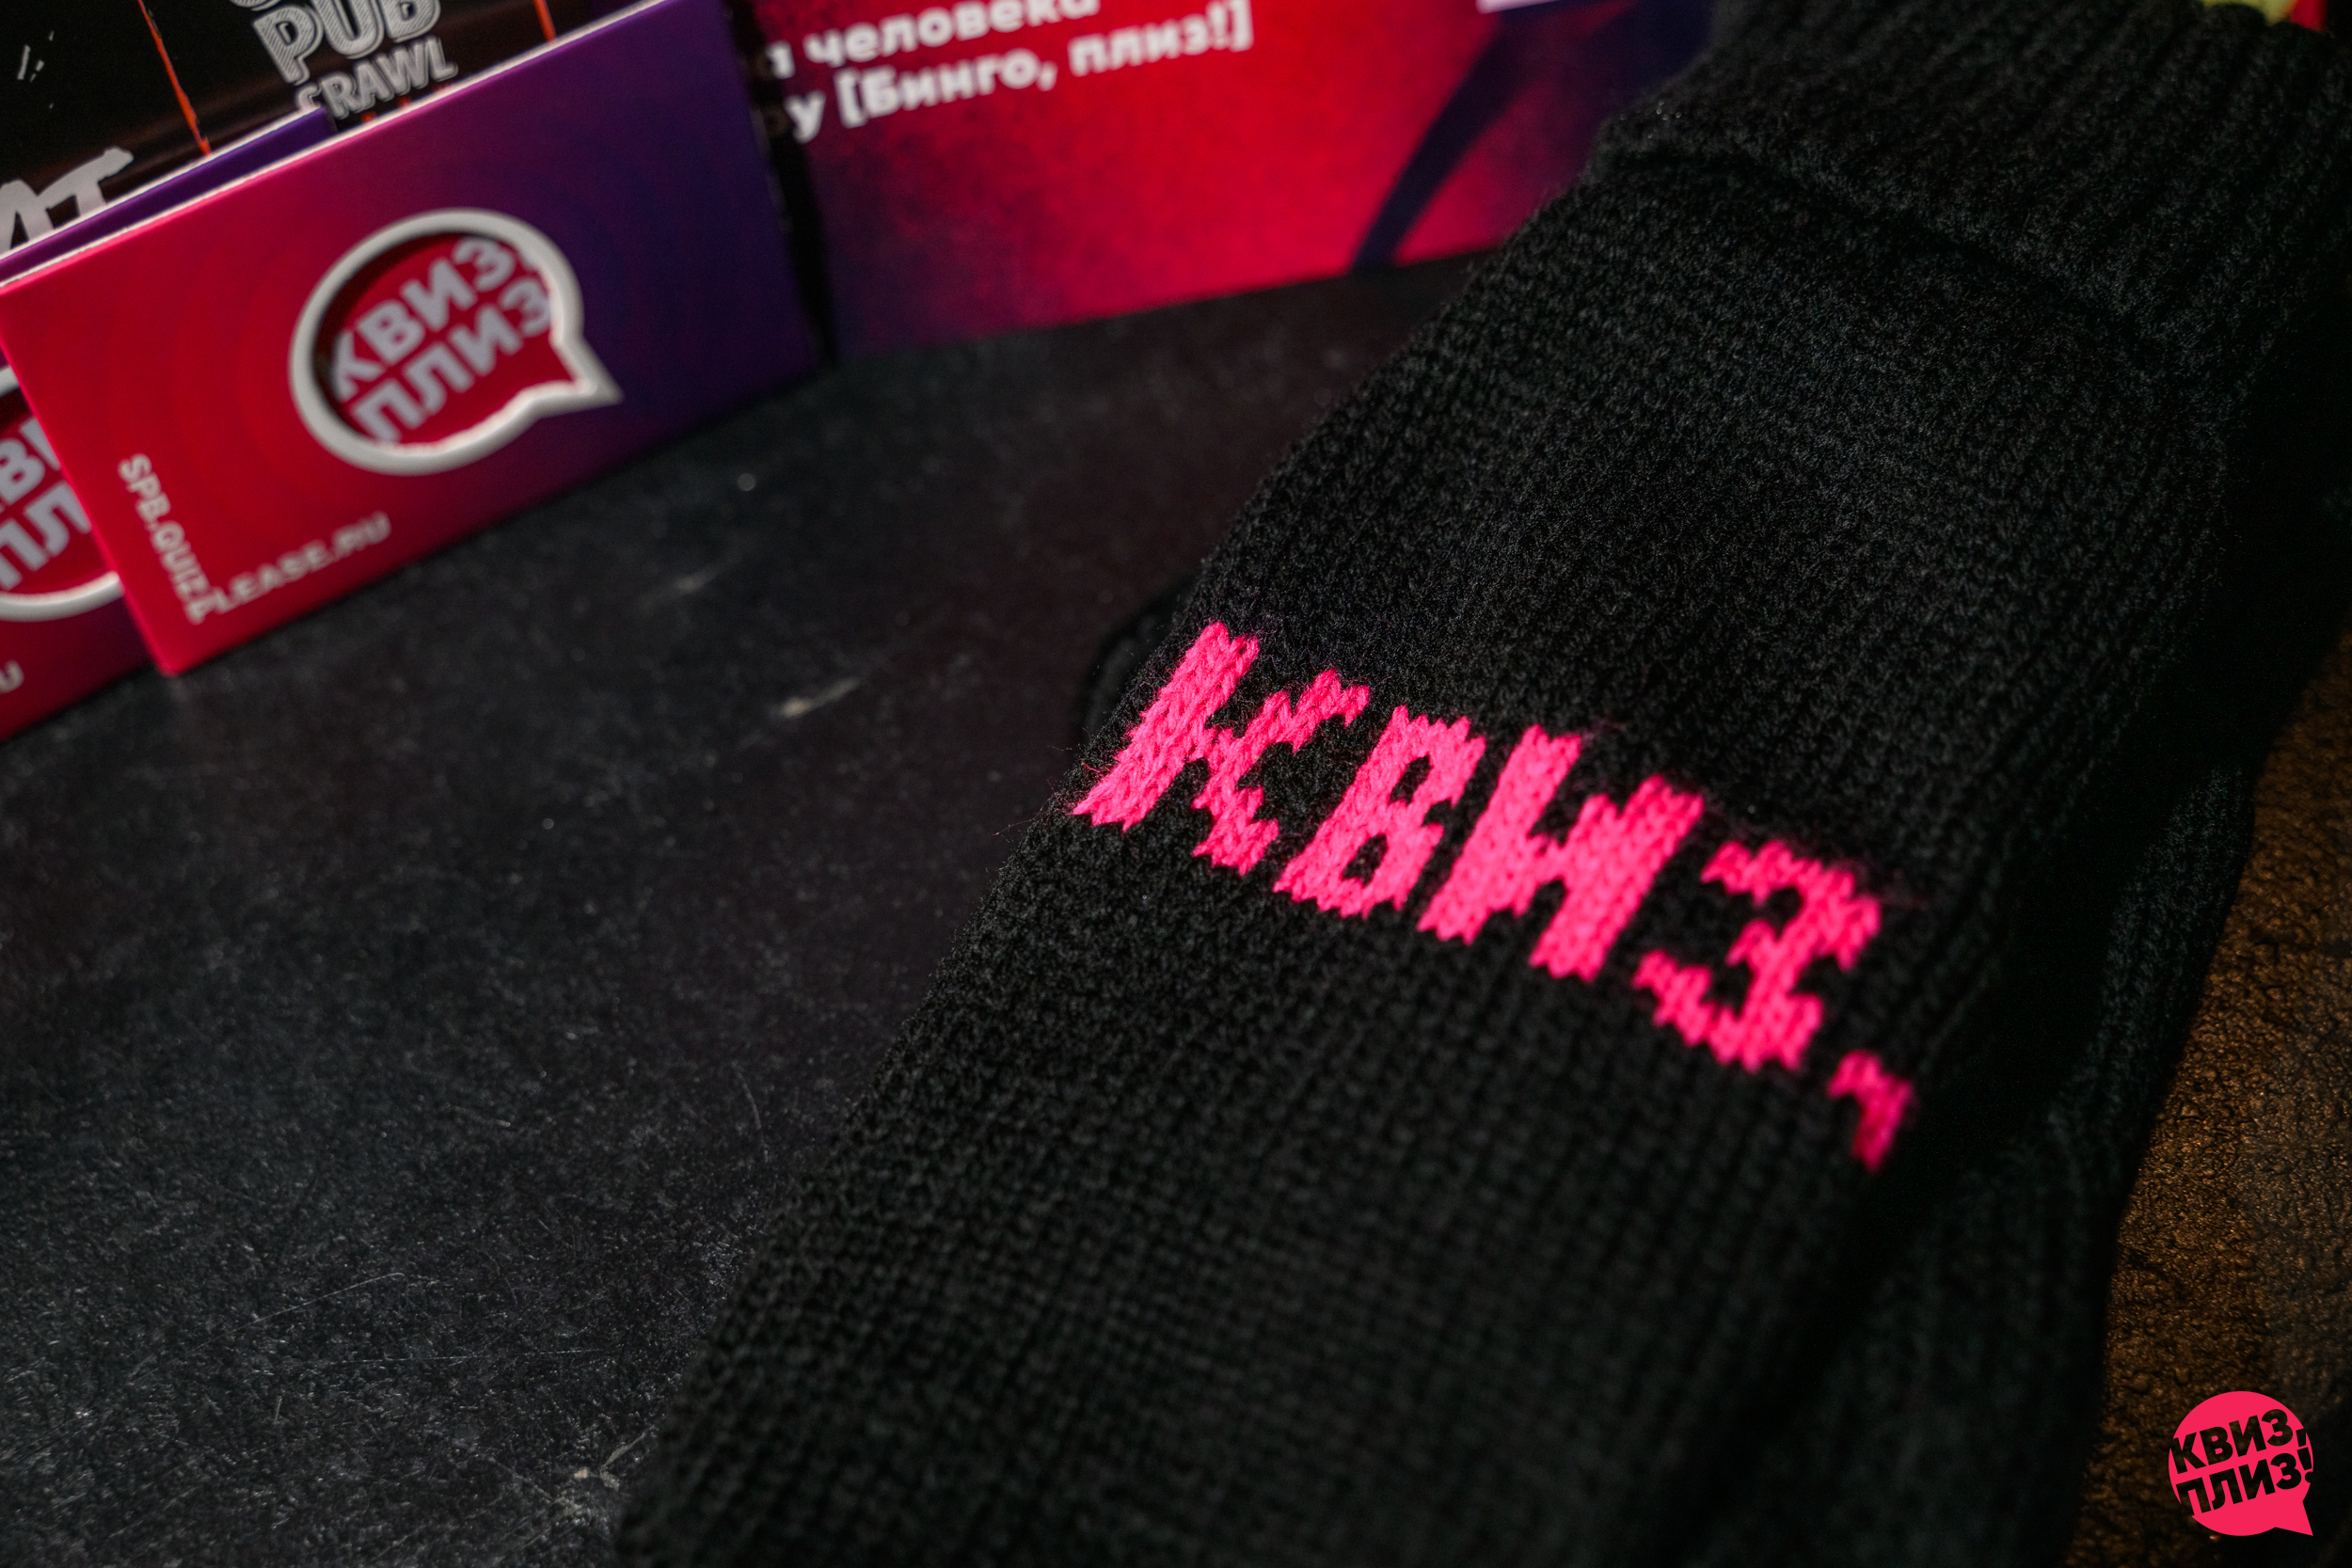 PUB
CRAWL
а человека
у [Бинго, плиз!]
КВИЗ,
ПЛИЗ
SPB.QUIZPLEASE.RU
КВИЗ,
КВИЗ,
ПЛИЗ!